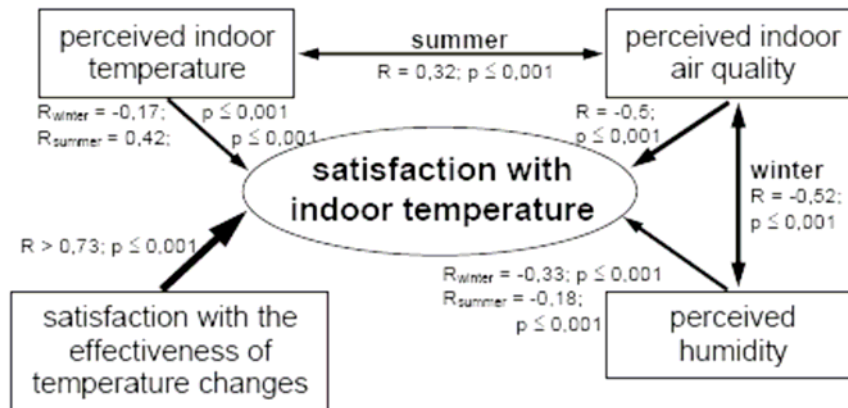 perceived indoor
temperature
summer
R = 0,32; p ≤ 0,001
perceived indoor
air quality
Rwinter = -0,17; p ≤ 0,001
Rsummer = 0,42; p ≤ 0,001
R = -0,5;
p ≤ 0,001
satisfaction with
indoor temperature
winter
R = -0,52;
p ≤ 0,001
R > 0,73; p ≤ 0,001
Rwinter = -0,33; p ≤ 0,001
Rsummer = -0,18;
p ≤ 0,001
satisfaction with the
effectiveness of
temperature changes
perceived
humidity